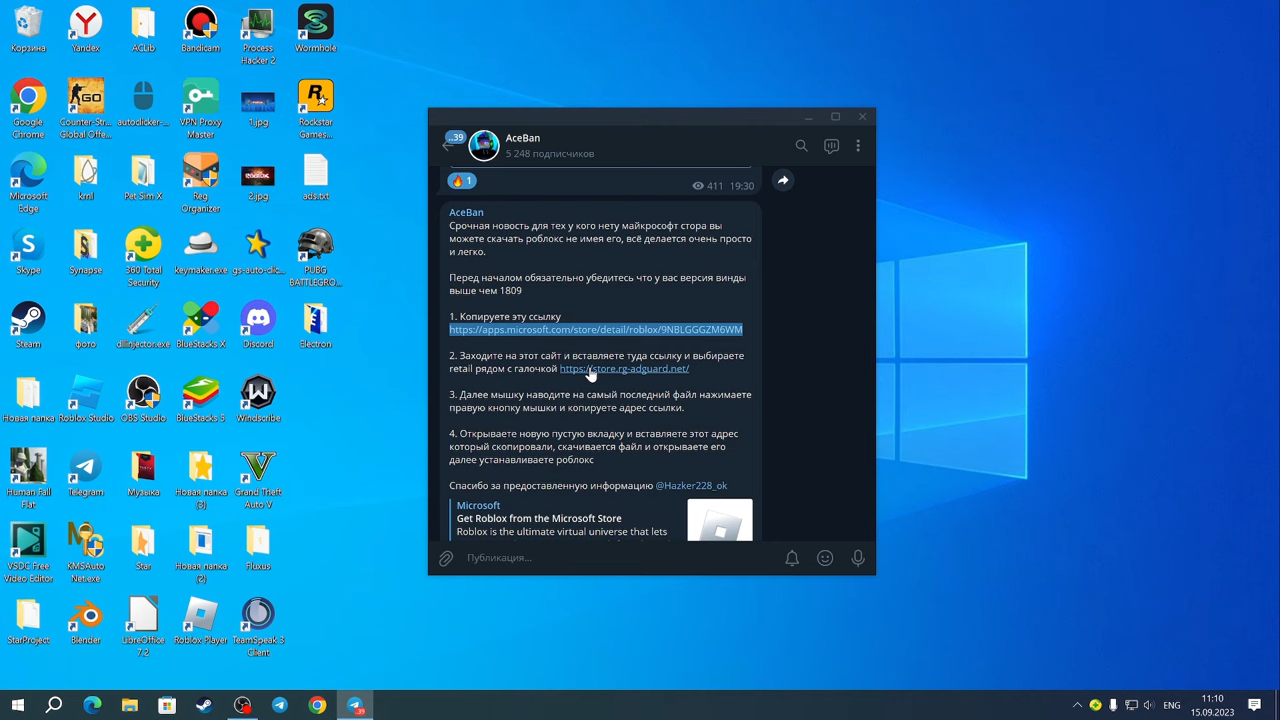 Корзина
Yandex
ACLib
Bandicam
Process
Hacker 2
Wormhole
Google
Chrome
Counter-Str...
Global Offe...
autoclicker-...
VPN Proxy
Master
1.jpg
Rockstar
Games...
Microsoft
Edge
kml
Pet Sim X
Reg
Organizer
2.jpg
ads.txt
Skype
Synapse
360 Total
Security
keymaker.exe
gs-auto-clic...
PUBG
BATTLEGRO...
Steam
фото
dllinjector.exe
BlueStacks X
Discord
Electron
Новая папка
Roblox Studio
OBS Studio
BlueStacks 5
Windscribe
Human Fall
Flat
Telegram
Музыка
Новая папка
(3)
Grand Theft
Auto V
VSDC Free
Video Editor
KMSAuto
Net.exe
Star
Новая папка
(2)
Fluxus
StarProject
Blender
LibreOffice
7.2
Roblox Player
TeamSpeak 3
Client
..39
AceBan
5 248 подписчиков
🔥 1
411 19:30
AceBan
Срочная новость для тех у кого нету майкрософт стора вы
можете скачать роблокс не имея его, всё делается очень просто
и легко.
Перед началом обязательно убедитесь что у вас версия винды
выше чем 1809
1. Копируете эту ссылку
https://apps.microsoft.com/store/detail/roblox/9NBLGGGZM6WM
2. Заходите на этот сайт и вставляете туда ссылку и выбираете
retail рядом с галочкой https://store.rg-adguard.net/
3. Далее мышку наводите на самый последний файл нажимаете
правую кнопку мышки и копируете адрес ссылки.
4. Открываете новую пустую вкладку и вставляете этот адрес
который скопировали, скачивается файл и открываете его
далее устанавливаете роблокс
Спасибо за предоставленную информацию @Hazker228_ok
Microsoft
Get Roblox from the Microsoft Store
Roblox is the ultimate virtual universe that lets
Публикация...
39
ENG
11:10
15.09.2023